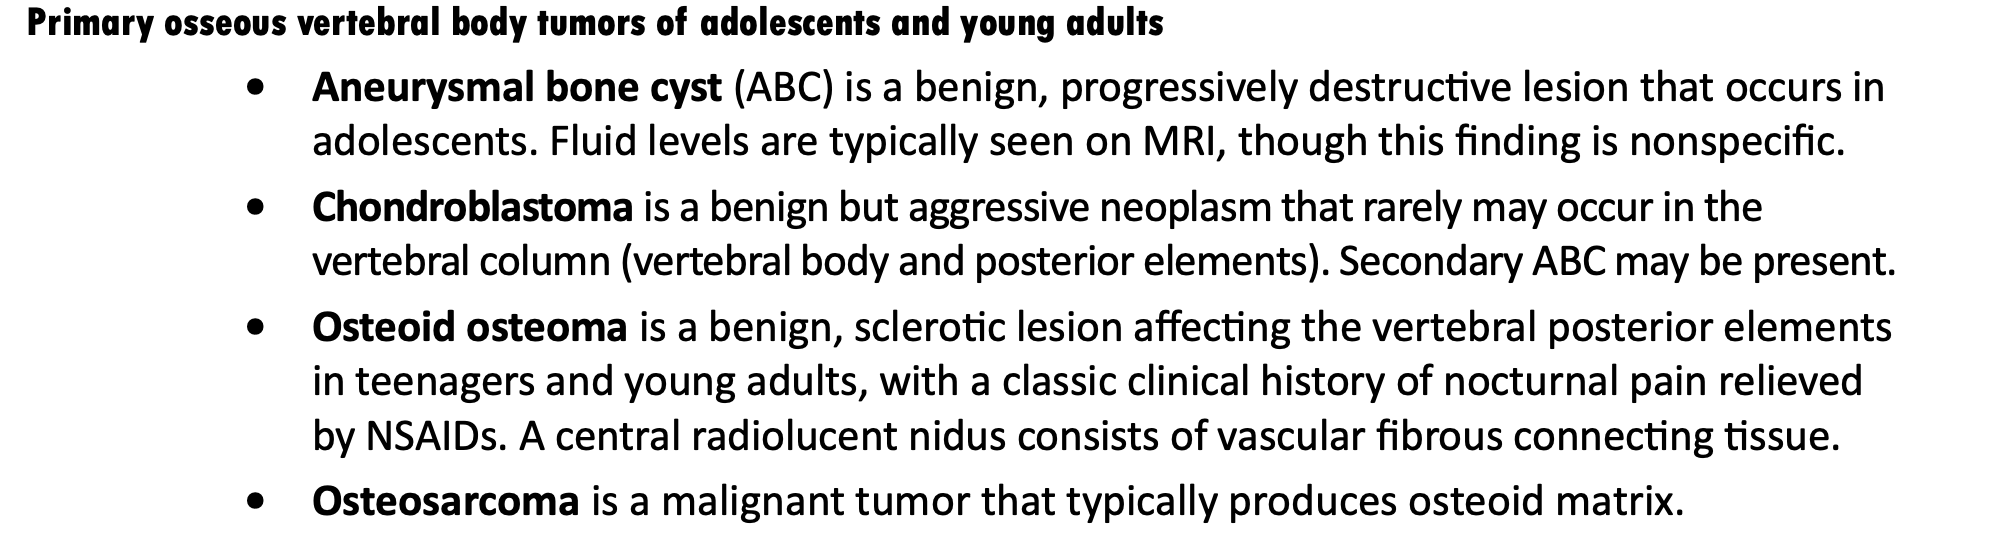 Primary osseous vertebral body tumors of adolescents and young adults
• Aneurysmal bone cyst (ABC) is a benign, progressively destructive lesion that occurs in
adolescents. Fluid levels are typically seen on MRI, though this finding is nonspecific.
• Chondroblastoma is a benign but aggressive neoplasm that rarely may occur in the
vertebral column (vertebral body and posterior elements). Secondary ABC may be present.
• Osteoid osteoma is a benign, sclerotic lesion affecting the vertebral posterior elements
in teenagers and young adults, with a classic clinical history of nocturnal pain relieved
by NSAIDs. A central radiolucent nidus consists of vascular fibrous connecting tissue.
• Osteosarcoma is a malignant tumor that typically produces osteoid matrix.